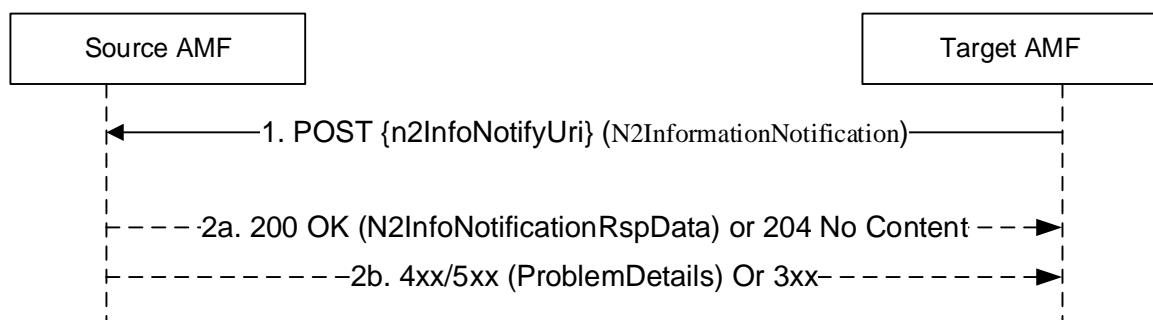 Source AMF
Target AMF
1. POST {n2InfoNotifyUri} (N2InformationNotification)
2a. 200 OK (N2InfoNotificationRspData) or 204 No Content
2b. 4xx/5xx (ProblemDetails) Or 3xx